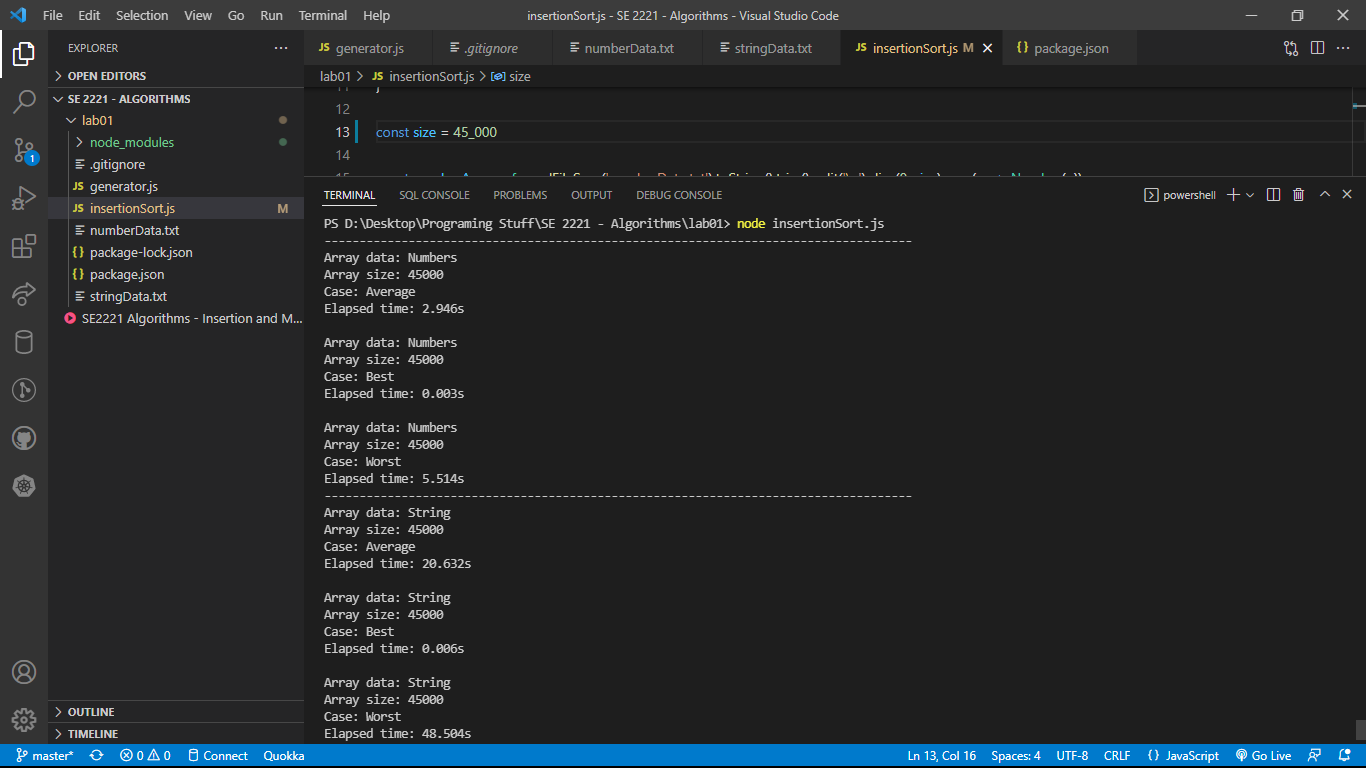 File Edit Selection View Go Run Terminal Help insertionSort.js - SE 2221 - Algorithms - Visual Studio Code
EXPLORER ···
OPEN EDITORS
SE 2221 - ALGORITHMS
lab01
node_modules
.gitignore
JS generator.js
JS insertionSort.js M
numberData.txt
{} package-lock.json
{} package.json
stringData.txt
SE2221 Algorithms - Insertion and M...
OUTLINE
TIMELINE
1
JS generator.js .gitignore numberData.txt stringData.txt JS insertionSort.js M {} package.json
lab01 > JS insertionSort.js > size
12
13 const size = 45_000
14
TERMINAL SQL CONSOLE PROBLEMS OUTPUT DEBUG CONSOLE powershell
PS D:\Desktop\Programing Stuff\SE 2221 - Algorithms\lab01> node insertionSort.js
------------------------------------------------------------------------------------
Array data: Numbers
Array size: 45000
Case: Average
Elapsed time: 2.946s
Array data: Numbers
Array size: 45000
Case: Best
Elapsed time: 0.003s
Array data: Numbers
Array size: 45000
Case: Worst
Elapsed time: 5.514s
------------------------------------------------------------------------------------
Array data: String
Array size: 45000
Case: Average
Elapsed time: 20.632s
Array data: String
Array size: 45000
Case: Best
Elapsed time: 0.006s
Array data: String
Array size: 45000
Case: Worst
Elapsed time: 48.504s
master* 0 0 Connect Quokka Ln 13, Col 16 Spaces: 4 UTF-8 CRLF {} JavaScript Go Live